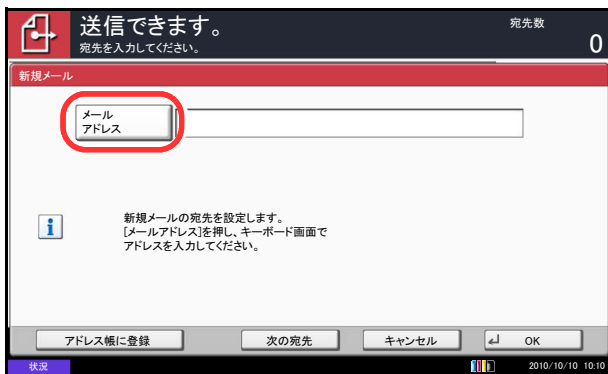 送信できます。
宛先を入力してください。
宛先数
0
新規メール
メール
アドレス
新規メールの宛先を設定します。
[メールアドレス]を押し、キーボード画面で
アドレスを入力してください。
アドレス帳に登録
次の宛先
キャンセル
OK
状況
2010/10/10 10:10